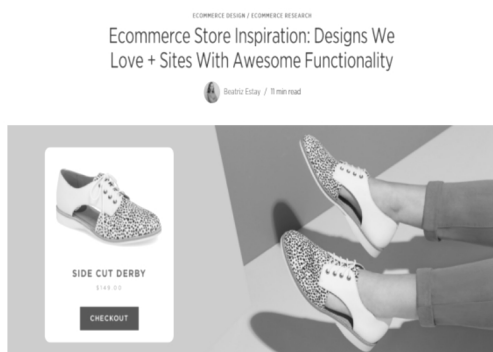 ECOMMERCE DESIGN / ECOMMERCE RESEARCH
Ecommerce Store Inspiration: Designs We
Love + Sites With Awesome Functionality
Beatriz Estay / 11 min read
SIDE CUT DERBY
$149.00
CHECKOUT